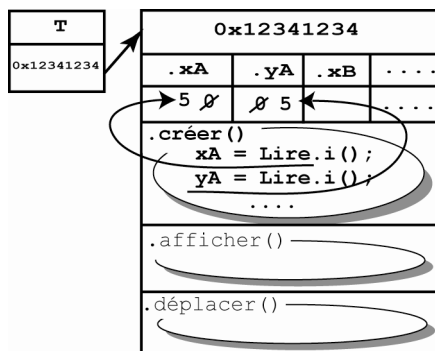 T
0x12341234
0x12341234
.xA .yA .xB ....
5 0 0 5 ....
.créer()
xA = Lire.i();
yA = Lire.i();
....
.afficher()
.déplacer()